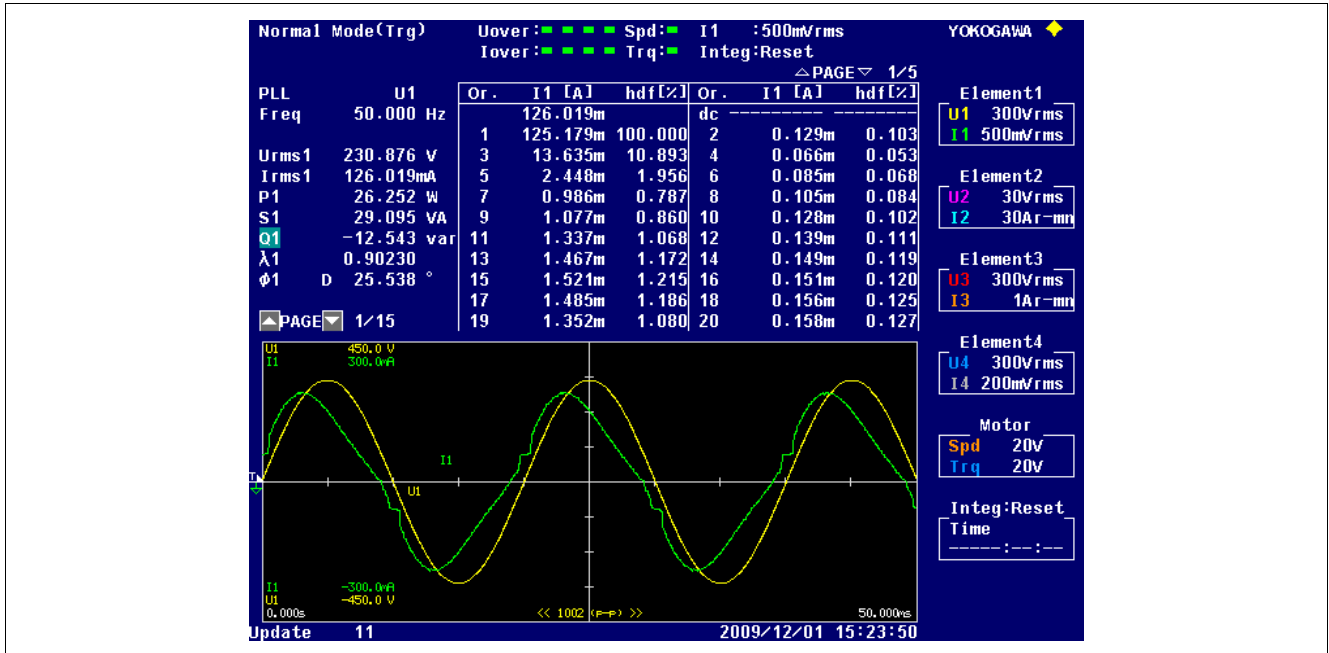 Normal Mode(Trg) Uover: Spd: I1 :500mVrms YOKOGAWA
Iover: Trq: Integ:Reset
△PAGE▽ 1/5
PLL U1 Or. I1 [A] hdf[%] Or. I1 [A] hdf[%] Element1
Freq 50.000 Hz 126.019m dc -------- -------- U1 300Vrms
1 125.179m 100.000 2 0.129m 0.103 I1 500mVrms
Urms1 230.876 V 3 13.635m 10.893 4 0.066m 0.053
Irms1 126.019mA 5 2.448m 1.956 6 0.085m 0.068 Element2
P1 26.252 W 7 0.986m 0.787 8 0.105m 0.084 U2 30Vrms
S1 29.095 VA 9 1.077m 0.860 10 0.128m 0.102 I2 30Ar-mn
Q1 -12.543 var 11 1.337m 1.068 12 0.139m 0.111
λ1 0.90230 13 1.467m 1.172 14 0.149m 0.119 Element3
φ1 D 25.538 ° 15 1.521m 1.215 16 0.151m 0.120 U3 300Vrms
17 1.485m 1.186 18 0.156m 0.125 I3 1Ar-mn
▲PAGE▼ 1/15 19 1.352m 1.080 20 0.158m 0.127
Element4
U1 450.0 V
I1 300.0mA
U4 300Vrms
I4 200mVrms
Motor
Spd 20V
Trq 20V
I1
T
U1
Integ:Reset
Time
-----:--:--
I1 -300.0mA
U1 -450.0 V
0.000s << 1002 (p-p) >> 50.000ms
Update 11 2009/12/01 15:23:50